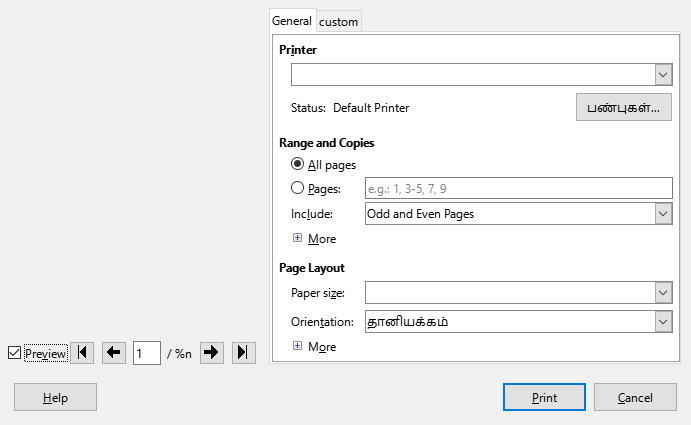 General custom
Printer
Status: Default Printer பண்புகள்...
Range and Copies
All pages
Pages: e.g.: 1, 3-5, 7, 9
Include: Odd and Even Pages
More
Page Layout
Paper size:
Orientation: தானியக்கம்
More
Preview 1 / %n
Help Print Cancel